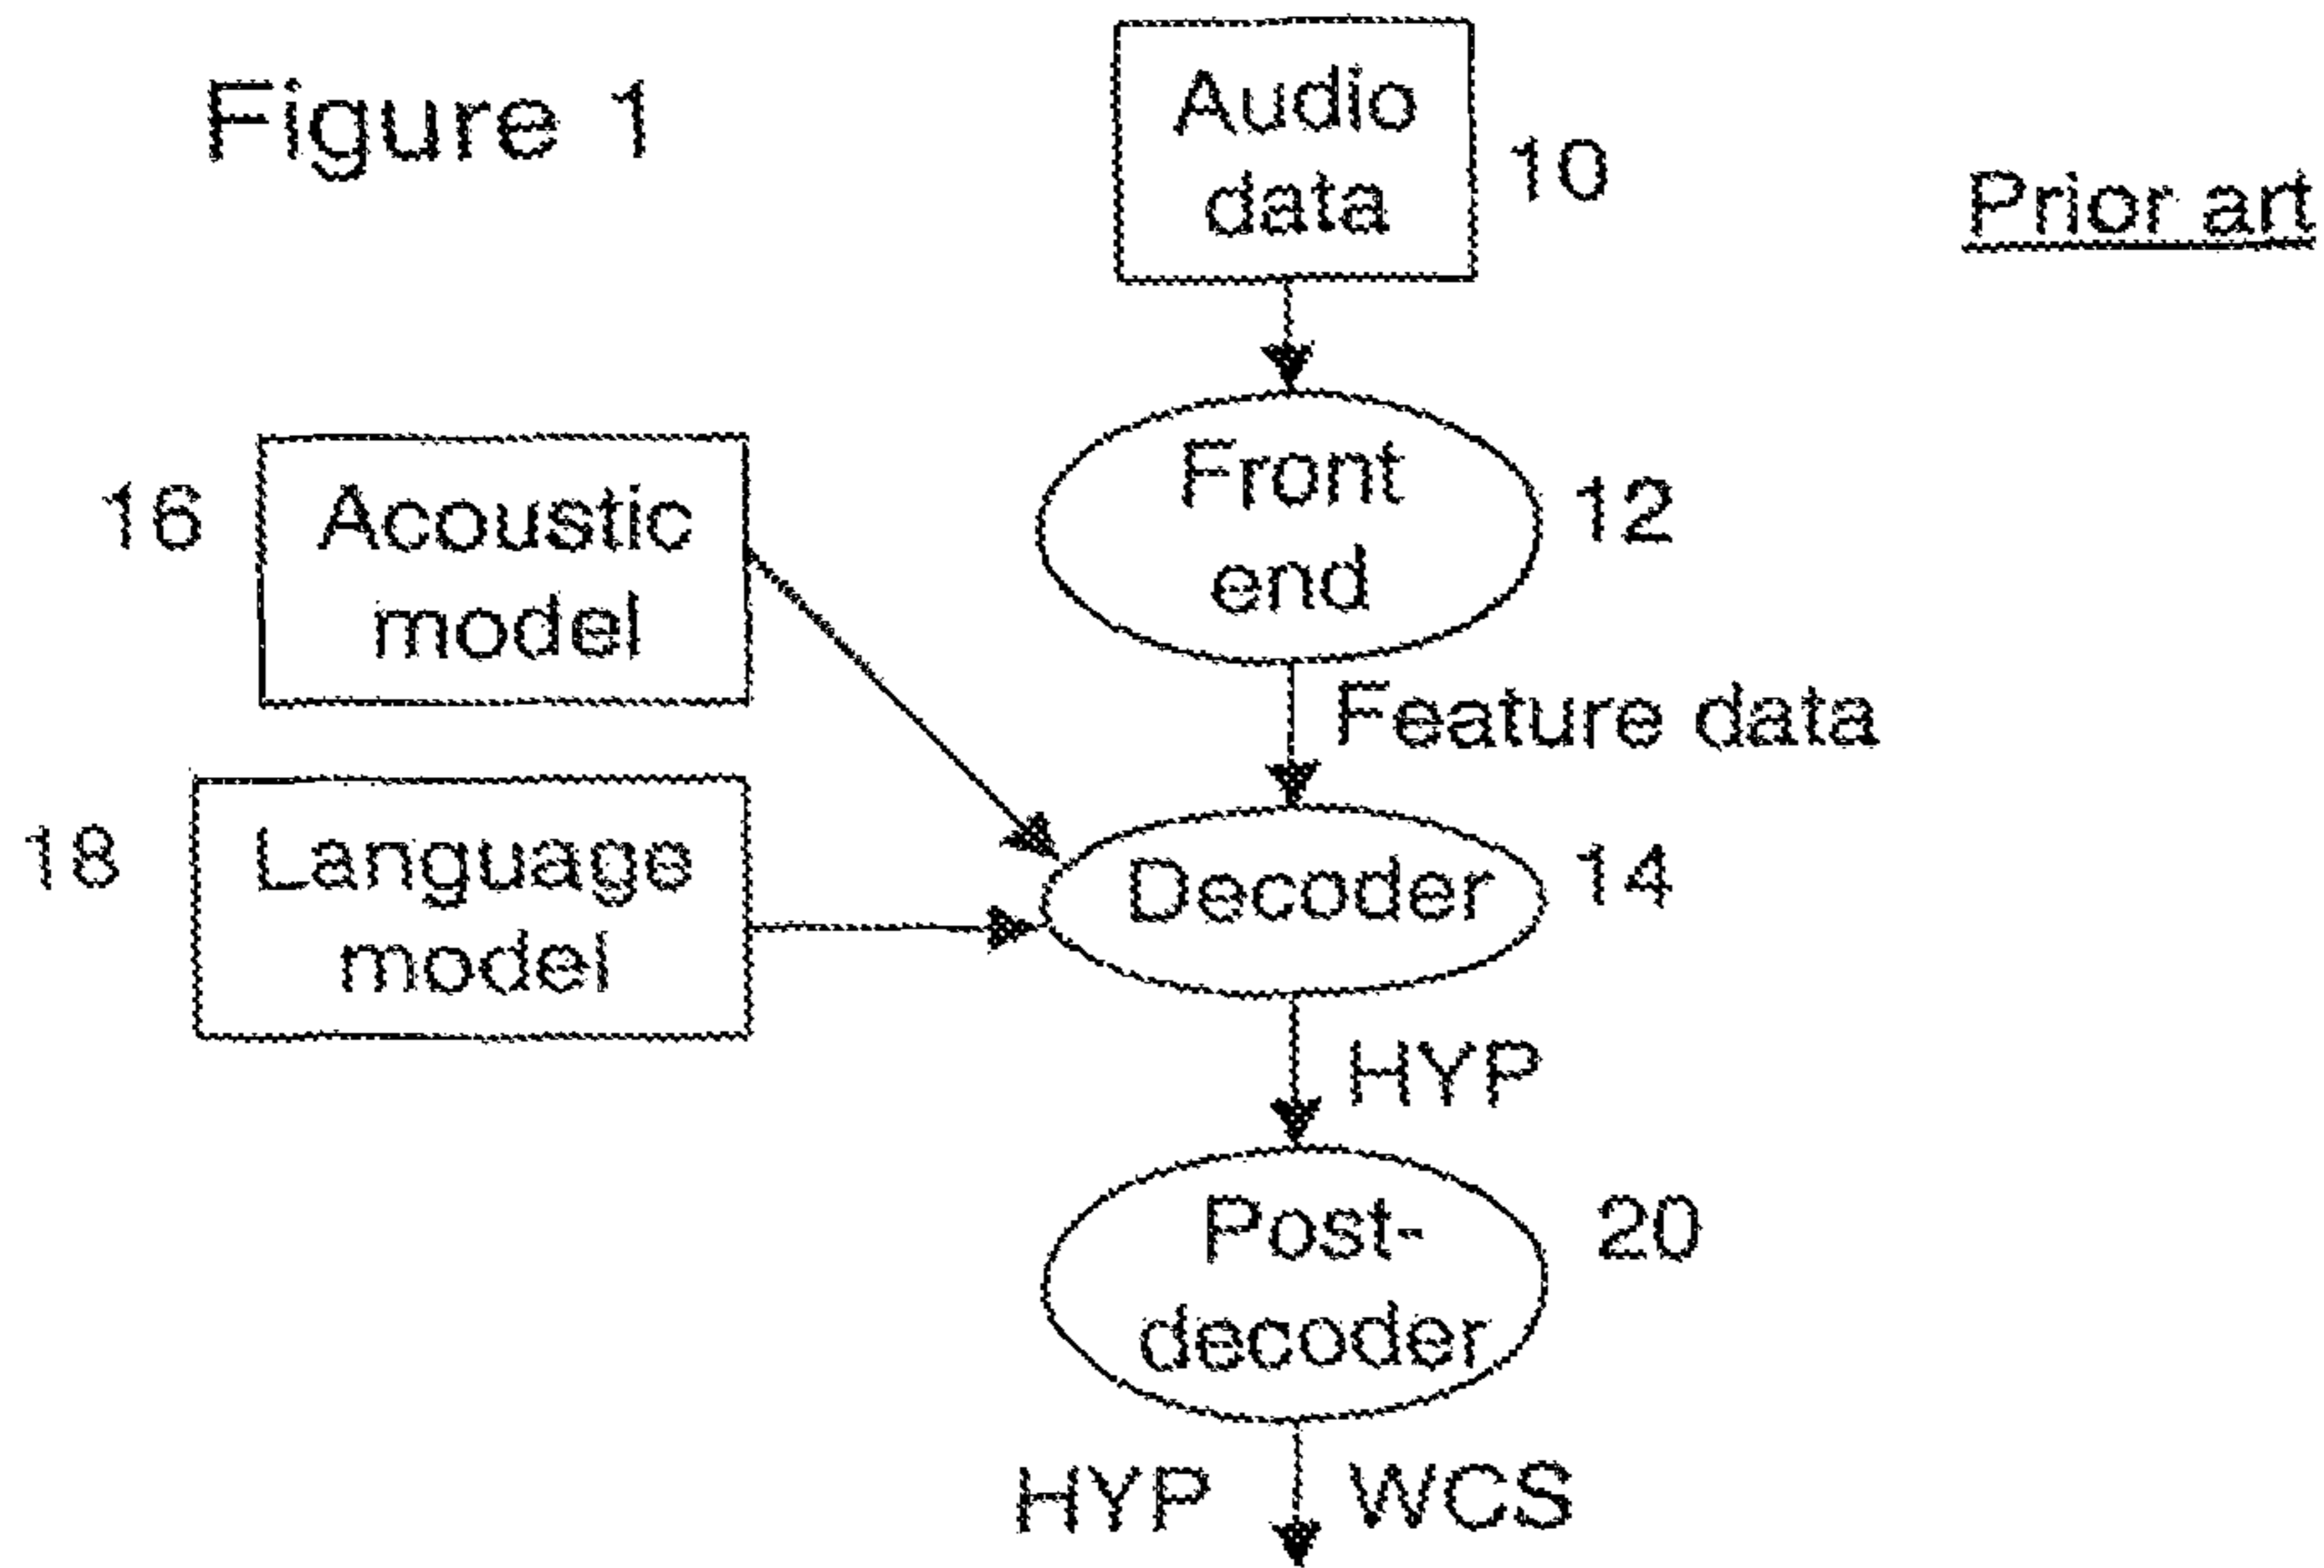 Figure 1
Audio
data
10
Prior art
Front
end
12
16
Acoustic
model
Feature data
18
Language
model
Decoder
14
HYP
Post-
decoder
20
HYP
WCS